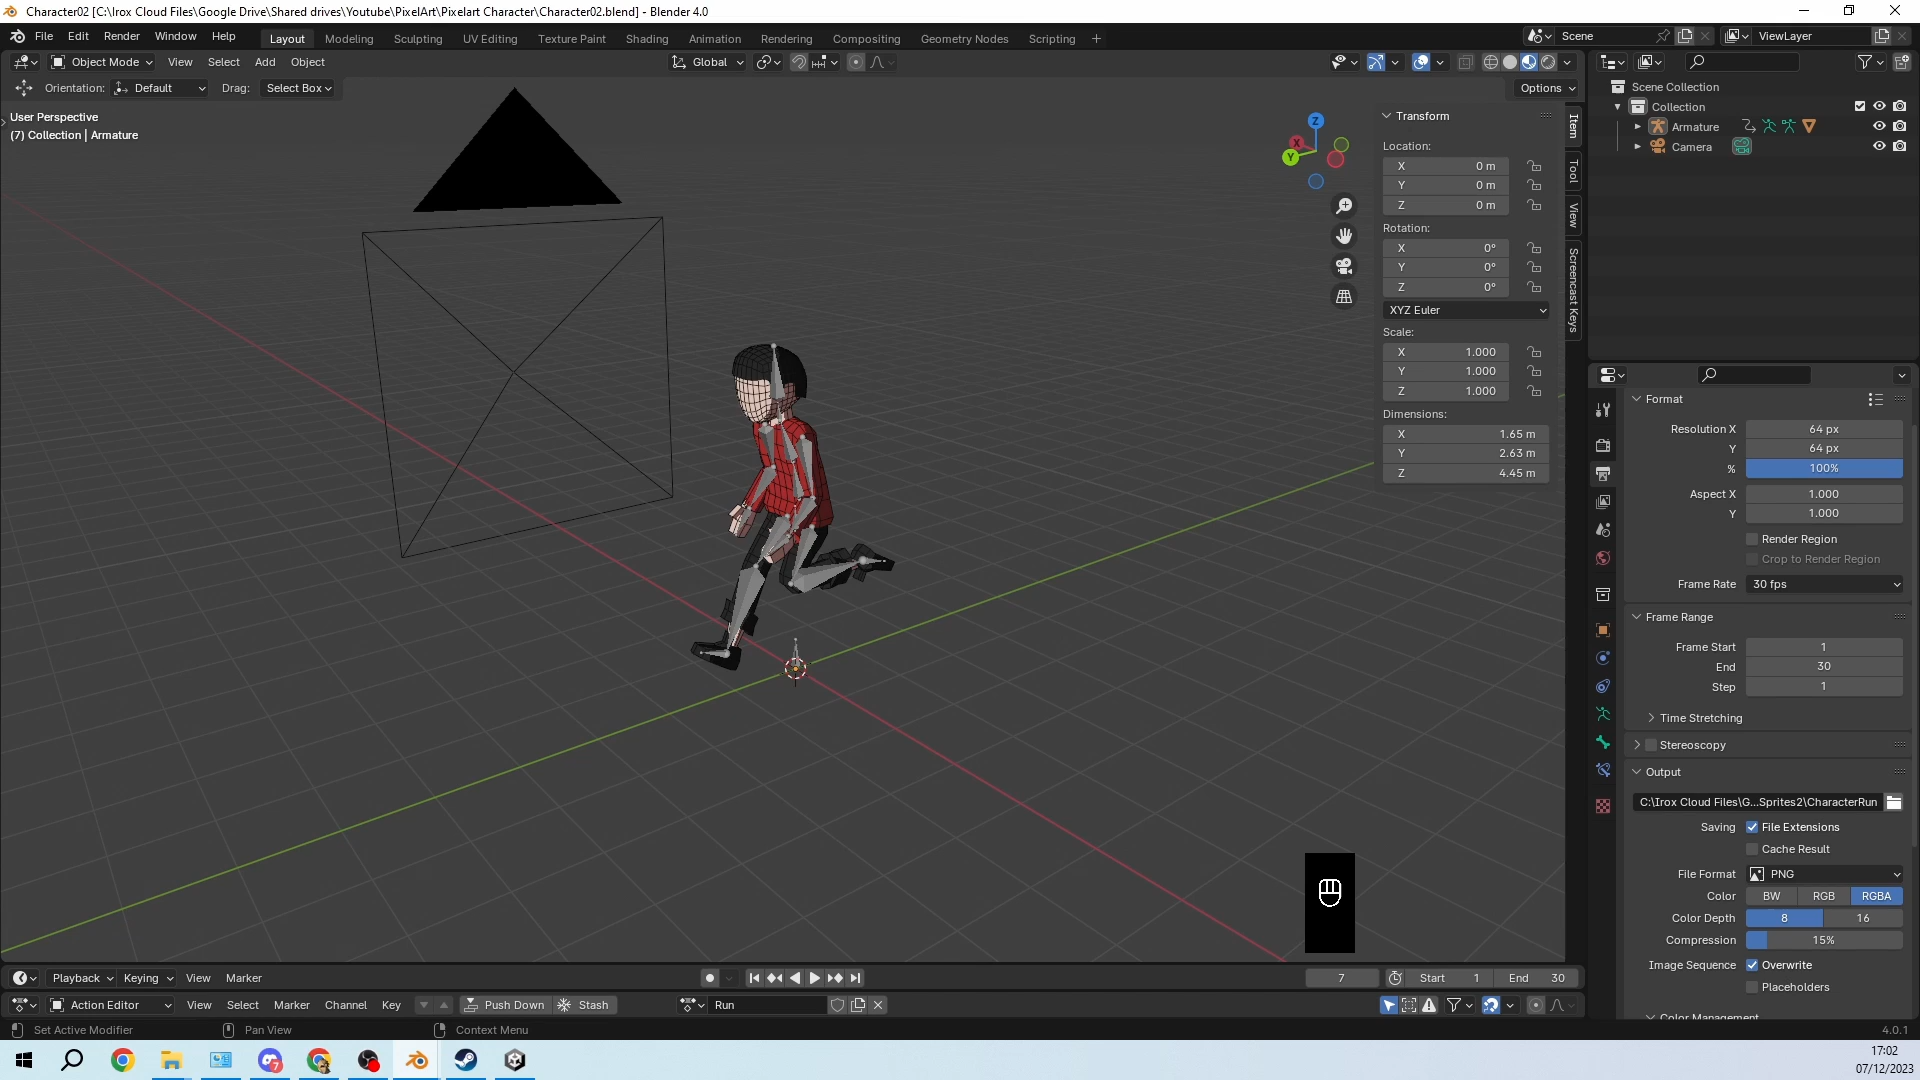 Character02 [C:\Irox Cloud Files\Google Drive\Shared drives\Youtube\PixelArt\Pixelart Character\Character02.blend] - Blender 4.0
File Edit Render Window Help Layout Modeling Sculpting UV Editing Texture Paint Shading Animation Rendering Compositing Geometry Nodes Scripting + Scene ViewLayer
Object Mode View Select Add Object Global
Orientation: Default Drag: Select Box Options
User Perspective
(7) Collection | Armature
Z
X
Y
Transform
Location:
X 0 m
Y 0 m
Z 0 m
Rotation:
X 0°
Y 0°
Z 0°
XYZ Euler
Scale:
X 1.000
Y 1.000
Z 1.000
Dimensions:
X 1.65 m
Y 2.63 m
Z 4.45 m
Item
Tool
View
Screencast Keys
Scene Collection
Collection
Armature
Camera
Format
Resolution X 64 px
Y 64 px
% 100%
Aspect X 1.000
Y 1.000
Render Region
Crop to Render Region
Frame Rate 30 fps
Frame Range
Frame Start 1
End 30
Step 1
Time Stretching
Stereoscopy
Output
C:\Irox Cloud Files\G...Sprites2\CharacterRun
Saving File Extensions
Cache Result
File Format PNG
Color BW RGB RGBA
Color Depth 8 16
Compression 15%
Image Sequence Overwrite
Placeholders
Color Management
Playback Keying View Marker 7 Start 1 End 30
Action Editor View Select Marker Channel Key Push Down Stash Run
Set Active Modifier Pan View Context Menu 4.0.1
7
17:02
07/12/2023